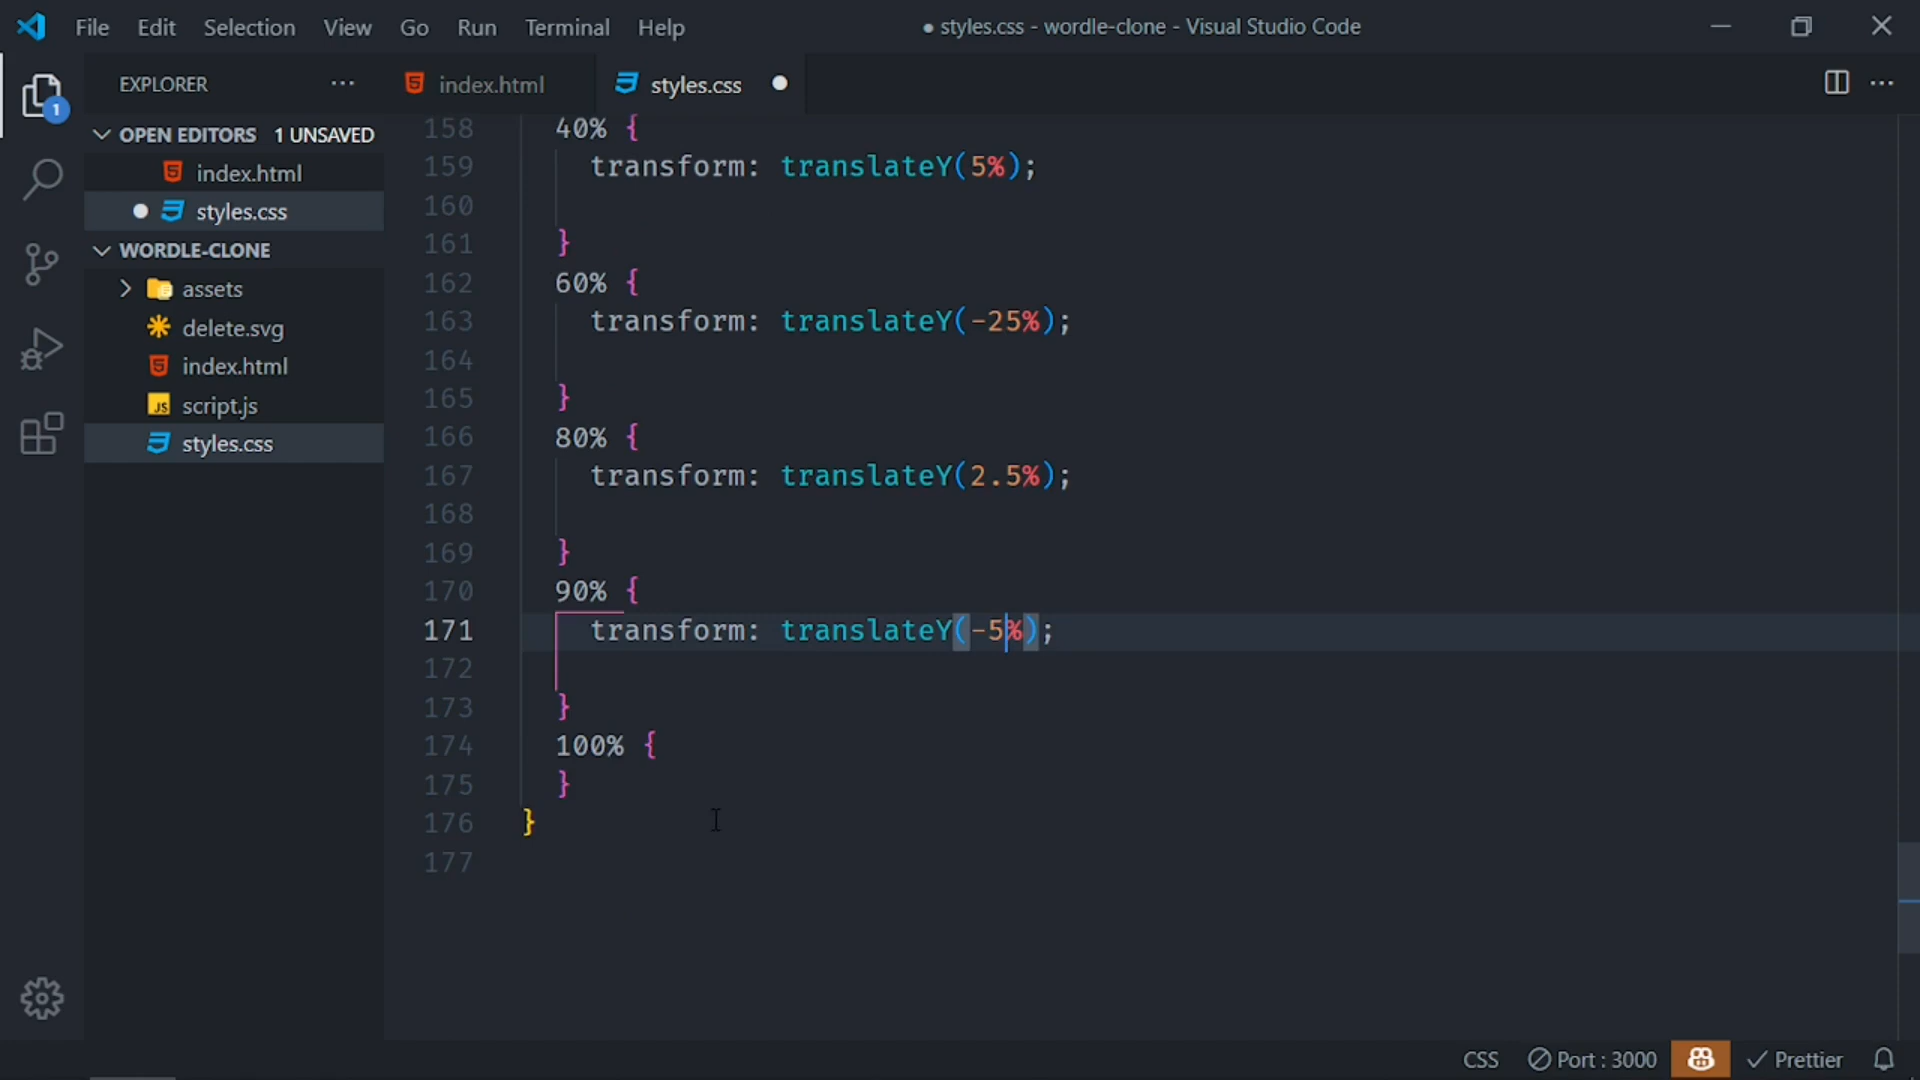 File Edit Selection View Go Run Terminal Help
● styles.css - wordle-clone - Visual Studio Code
EXPLORER
index.html
styles.css
OPEN EDITORS 1 UNSAVED
index.html
styles.css
WORDLE-CLONE
assets
delete.svg
index.html
JS script.js
styles.css
1
158 40% {
159 transform: translateY(5%);
160
161 }
162 60% {
163 transform: translateY(-25%);
164
165 }
166 80% {
167 transform: translateY(2.5%);
168
169 }
170 90% {
171 transform: translateY(-5%);
172
173 }
174 100% {
175 }
176 }
177
CSS Port : 3000 Prettier